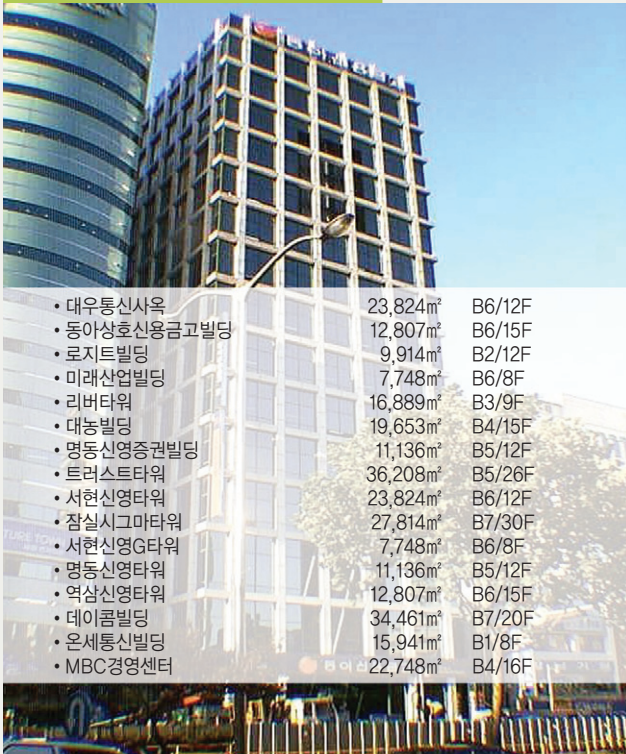 • 대우통신사옥 23,824㎡ B6/12F
• 동아상호신용금고빌딩 12,807㎡ B6/15F
• 로지트빌딩 9,914㎡ B2/12F
• 미래산업빌딩 7,748㎡ B6/8F
• 리버타워 16,889㎡ B3/9F
• 대농빌딩 19,653㎡ B4/15F
• 명동신영증권빌딩 11,136㎡ B5/12F
• 트러스트타워 36,208㎡ B5/26F
• 서현신영타워 23,824㎡ B6/12F
• 잠실시그마타워 27,814㎡ B7/30F
• 서현신영G타워 7,748㎡ B6/8F
• 명동신영타워 11,136㎡ B5/12F
• 역삼신영타워 12,807㎡ B6/15F
• 데이콤빌딩 34,461㎡ B7/20F
• 온세통신빌딩 15,941㎡ B1/8F
• MBC경영센터 22,748㎡ B4/16F